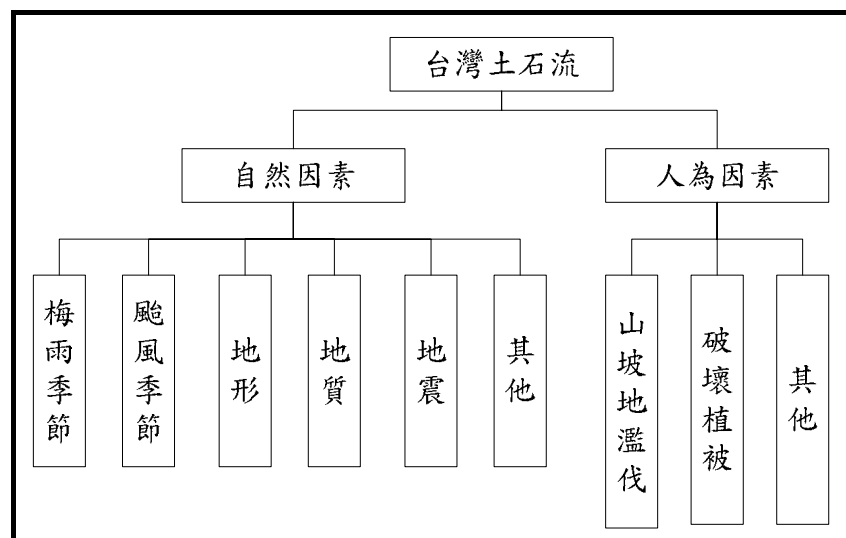 台灣土石流
自然因素
人為因素
梅雨季節
颱風季節
地形
地質
地震
其他
山坡地濫伐
破壞植被
其他